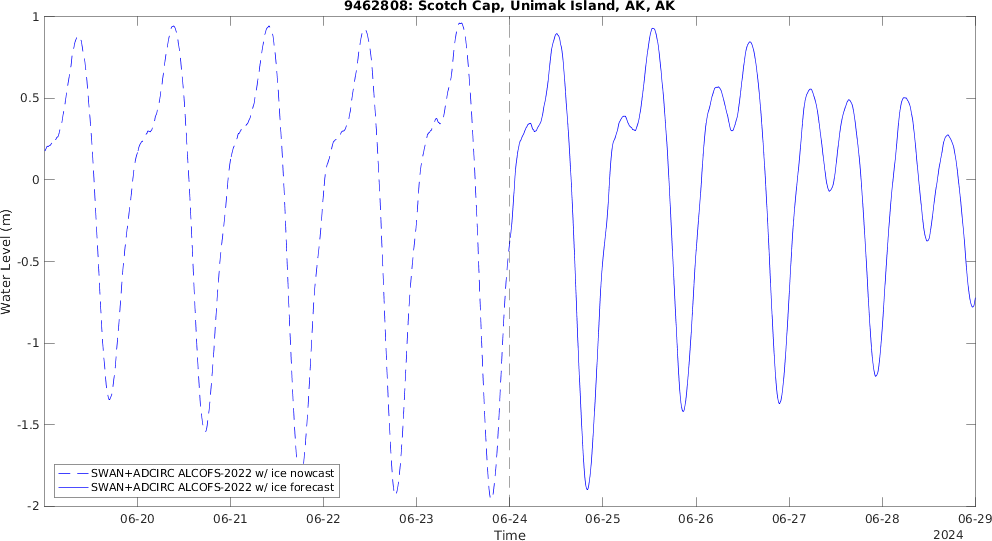 9462808: Scotch Cap, Unimak Island, AK, AK
Water Level (m)
1
0.5
0
-0.5
-1
-1.5
-2
SWAN+ADCIRC ALCOFS-2022 w/ ice nowcast
SWAN+ADCIRC ALCOFS-2022 w/ ice forecast
06-20 06-21 06-22 06-23 06-24 06-25 06-26 06-27 06-28 06-29
Time
2024